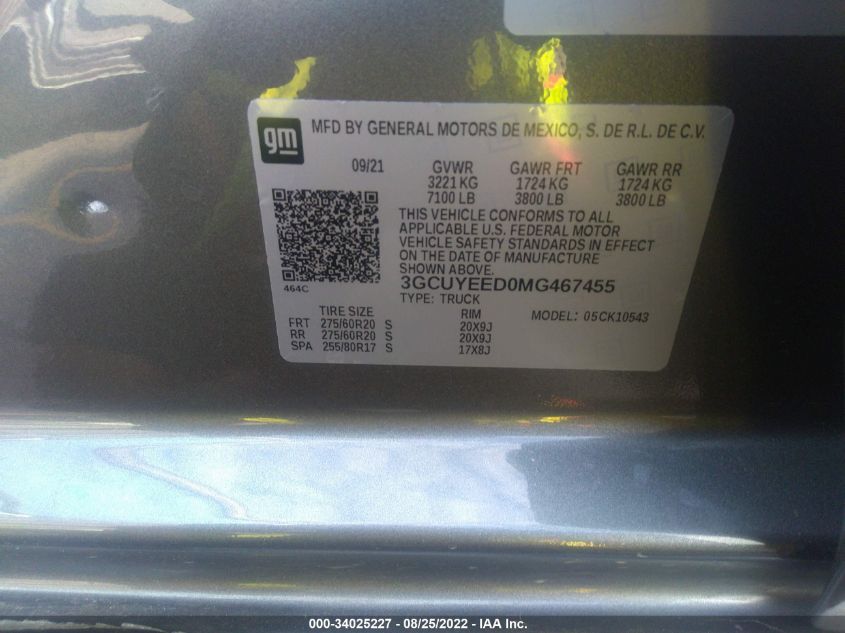 gm
MFD BY GENERAL MOTORS DE MEXICO, S. DE R.L. DE C.V.
09/21 GVWR GAWR FRT GAWR RR
3221 KG 1724 KG 1724 KG
7100 LB 3800 LB 3800 LB
THIS VEHICLE CONFORMS TO ALL
APPLICABLE U.S. FEDERAL MOTOR
VEHICLE SAFETY STANDARDS IN EFFECT
ON THE DATE OF MANUFACTURE
SHOWN ABOVE.
464C
3GCUYEED0MG467455
TYPE: TRUCK
TIRE SIZE RIM MODEL: 05CK10543
FRT 275/60R20 S 20X9J
RR 275/60R20 S 20X9J
SPA 255/80R17 S 17X8J
000-34025227 - 08/25/2022 - IAA Inc.